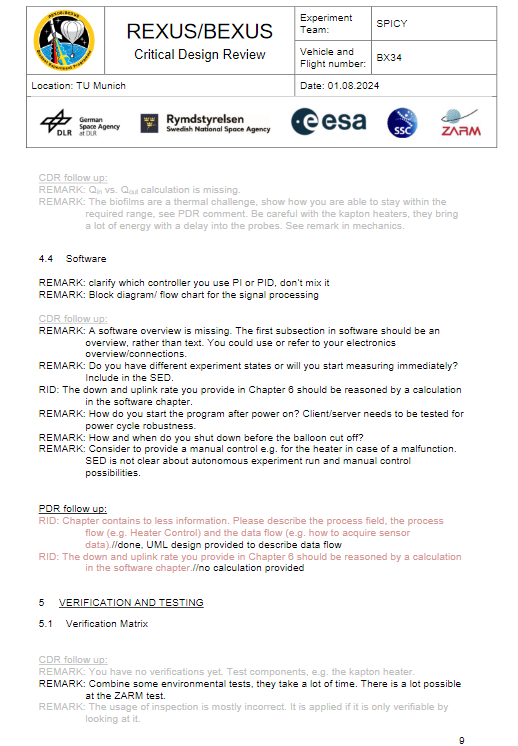 REXUS/BEXUS
Critical Design Review
Experiment Team:
SPICY
Vehicle and Flight number:
BX34
Location: TU Munich
Date: 01.08.2024
DLR
German
Space Agency
at DLR
Rymdstyrelsen
Swedish National Space Agency
esa
SSC
ZARM
CDR follow up:
REMARK: Qin vs. Qout calculation is missing.
REMARK: The biofilms are a thermal challenge, show how you are able to stay within the
required range, see PDR comment. Be careful with the kapton heaters, they bring
a lot of energy with a delay into the probes. See remark in mechanics.
4.4 Software
REMARK: clarify which controller you use PI or PID, don't mix it
REMARK: Block diagram/ flow chart for the signal processing
CDR follow up:
REMARK: A software overview is missing. The first subsection in software should be an
overview, rather than text. You could use or refer to your electronics
overview/connections.
REMARK: Do you have different experiment states or will you start measuring immediately?
Include in the SED.
RID: The down and uplink rate you provide in Chapter 6 should be reasoned by a calculation
in the software chapter.
REMARK: How do you start the program after power on? Client/server needs to be tested for
power cycle robustness.
REMARK: How and when do you shut down before the balloon cut off?
REMARK: Consider to provide a manual control e.g. for the heater in case of a malfunction.
SED is not clear about autonomous experiment run and manual control
possibilities.
PDR follow up:
RID: Chapter contains to less information. Please describe the process field, the process
flow (e.g. Heater Control) and the data flow (e.g. how to acquire sensor
data).//done, UML design provided to describe data flow
RID: The down and uplink rate you provide in Chapter 6 should be reasoned by a calculation
in the software chapter.//no calculation provided
5 VERIFICATION AND TESTING
5.1 Verification Matrix
CDR follow up:
REMARK: You have no verifications yet. Test components, e.g. the kapton heater.
REMARK: Combine some environmental tests, they take a lot of time. There is a lot possible
at the ZARM test.
REMARK: The usage of inspection is mostly incorrect. It is applied if it is only verifiable by
looking at it.
9